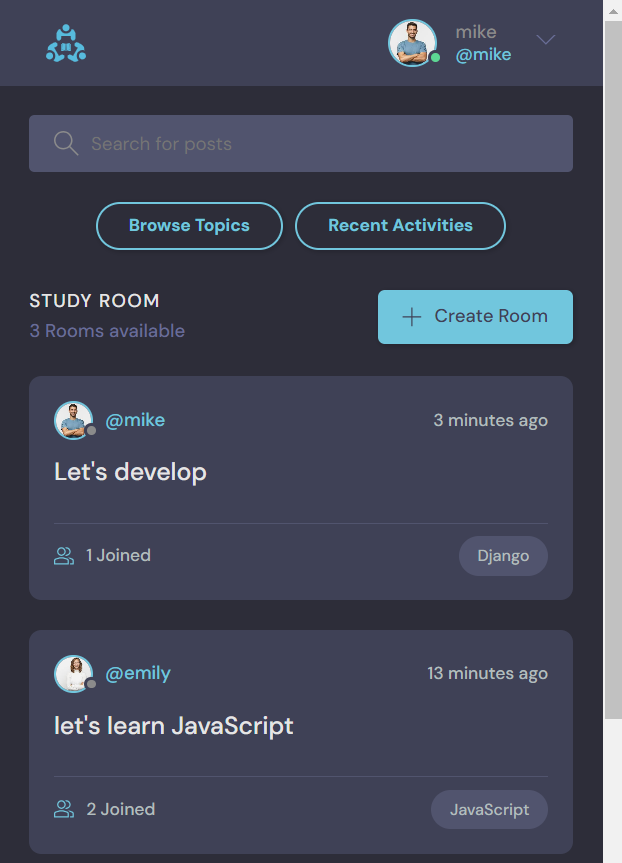 mike
@mike
Search for posts
Browse Topics
Recent Activities
STUDY ROOM
3 Rooms available
Create Room
@mike
3 minutes ago
Let's develop
1 Joined
Django
@emily
13 minutes ago
let's learn JavaScript
2 Joined
JavaScript